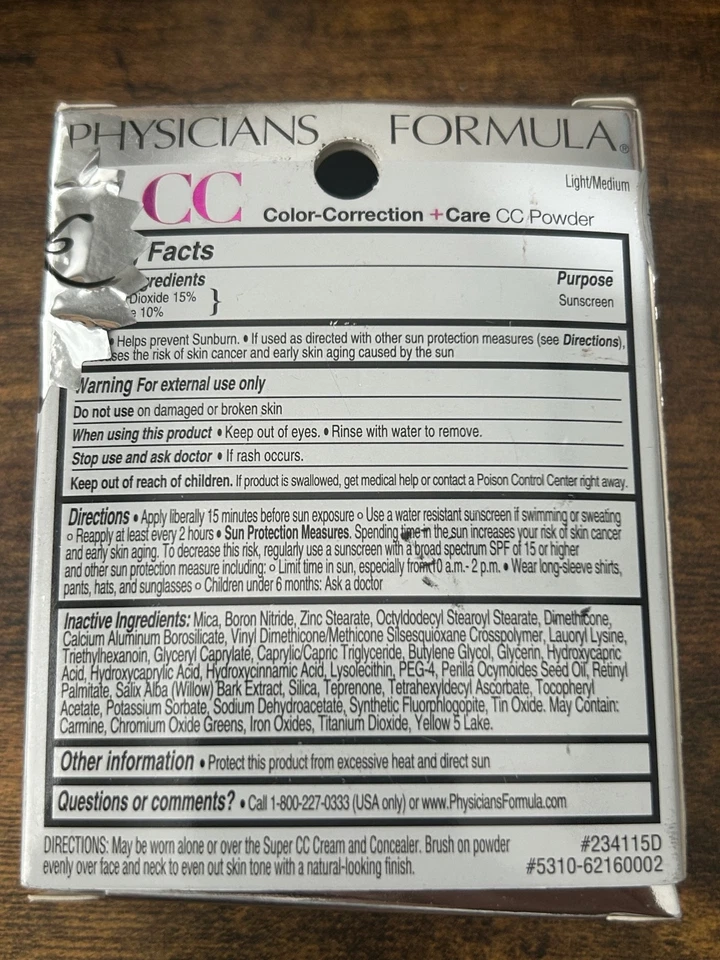 PHYSICIANS FORMULA®
CC Color-Correction +Care CC Powder
Light/Medium
Facts
gredients Purpose
Dioxide 15% } Sunscreen
e 10%
• Helps prevent Sunburn. • If used as directed with other sun protection measures (see Directions),
ses the risk of skin cancer and early skin aging caused by the sun
Warning For external use only
Do not use on damaged or broken skin
When using this product • Keep out of eyes. • Rinse with water to remove.
Stop use and ask doctor • If rash occurs.
Keep out of reach of children. If product is swallowed, get medical help or contact a Poison Control Center right away.
Directions • Apply liberally 15 minutes before sun exposure o Use a water resistant sunscreen if swimming or sweating
o Reapply at least every 2 hours • Sun Protection Measures. Spending time in the sun increases your risk of skin cancer
and early skin aging. To decrease this risk, regularly use a sunscreen with a broad spectrum SPF of 15 or higher
and other sun protection measure including: o Limit time in sun, especially from 10 a.m.- 2 p.m. • Wear long-sleeve shirts,
pants, hats, and sunglasses o Children under 6 months: Ask a doctor
Inactive Ingredients: Mica, Boron Nitride, Zinc Stearate, Octyldodecyl Stearoyl Stearate, Dimethicone,
Calcium Aluminum Borosilicate, Vinyl Dimethicone/Methicone Silsesquioxane Crosspolymer, Lauoryl Lysine,
Triethylhexanoin, Glyceryl Caprylate, Caprylic/Capric Triglyceride, Butylene Glycol, Glycerin, Hydroxycapric
Acid, Hydroxycaprylic Acid, Hydroxycinnamic Acid, Lysolecithin, PEG-4, Perilla Ocymoides Seed Oil, Retinyl
Palmitate, Salix Alba (Willow) Bark Extract, Silica, Teprenone, Tetrahexyldecyl Ascorbate, Tocopheryl
Acetate, Potassium Sorbate, Sodium Dehydroacetate, Synthetic Fluorphlogopite, Tin Oxide. May Contain:
Carmine, Chromium Oxide Greens, Iron Oxides, Titanium Dioxide, Yellow 5 Lake.
Other information • Protect this product from excessive heat and direct sun
Questions or comments? • Call 1-800-227-0333 (USA only) or www.PhysiciansFormula.com
DIRECTIONS: May be worn alone or over the Super CC Cream and Concealer. Brush on powder
evenly over face and neck to even out skin tone with a natural-looking finish.
#234115D
#5310-62160002